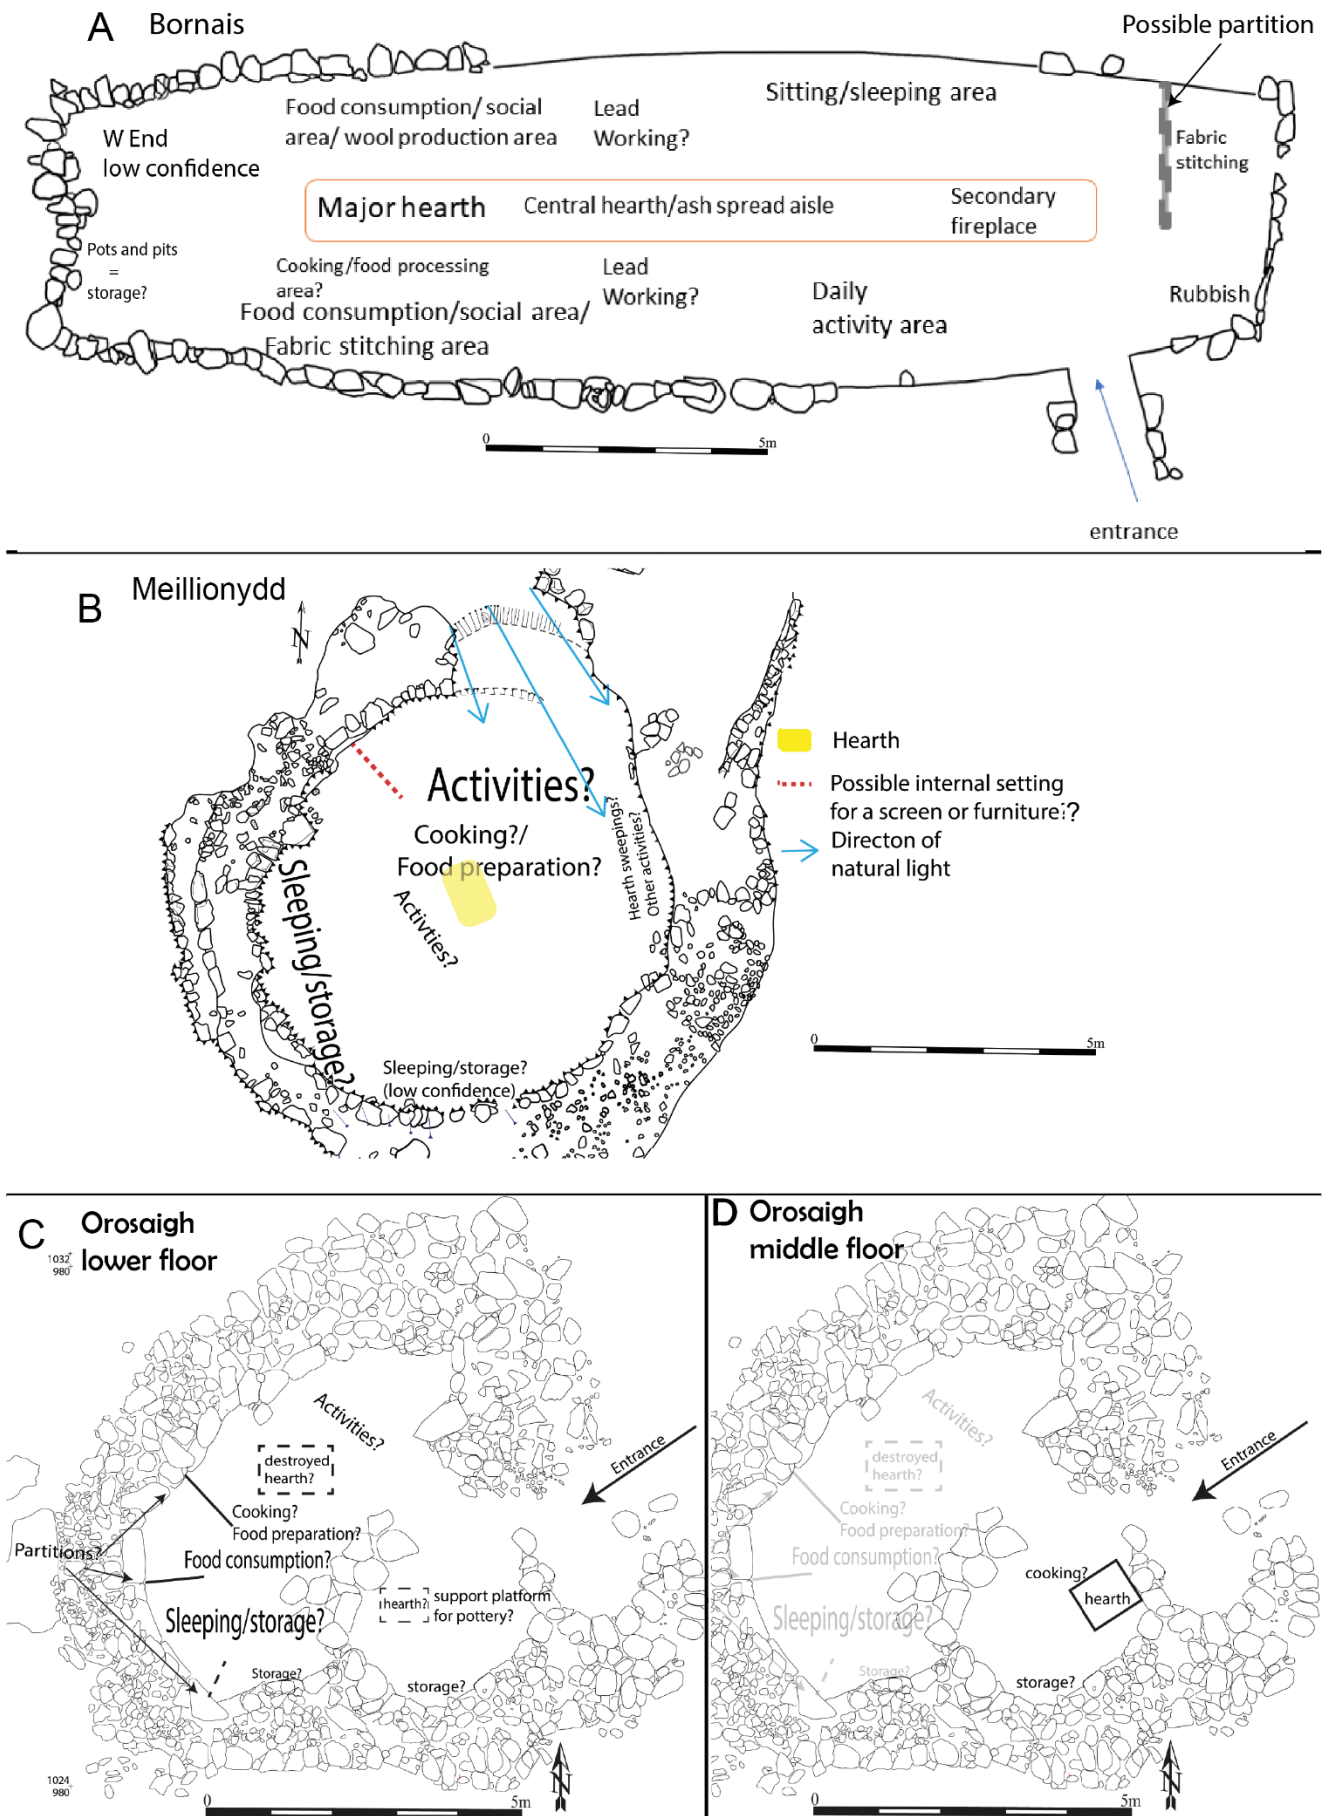 A Bornais
Possible partition
Food consumption/ social
area/ wool production area
Lead
Working?
Sitting/sleeping area
W End
low confidence
Fabric
stitching
Major hearth
Central hearth/ash spread aisle
Secondary
fireplace
Pots and pits
=
storage?
Cooking/food processing
area?
Food consumption/social area/
Fabric stitching area
Lead
Working?
Daily
activity area
Rubbish
0 5m
entrance
B Meillionydd
N
Activities?
Cooking?/
Food preparation?
Activties?
Hearth sweepings?
Other activities?
Sleeping/storage?
Sleeping/storage?
(low confidence)
Hearth
Possible internal setting
for a screen or furniture??
Directon of
natural light
0 5m
C Orosaigh
lower floor
1032
980
Activities?
destroyed
hearth?
Entrance
Cooking?
Food preparation?
Partitions?
Food consumption?
hearth?
support platform
for pottery?
Sleeping/storage?
Storage?
storage?
1024
980
N
0 5m
D Orosaigh
middle floor
Activities?
destroyed
hearth?
Entrance
Cooking?
Food preparation?
Food consumption?
cooking?
hearth
Sleeping/storage?
Storage?
storage?
N
0 5m